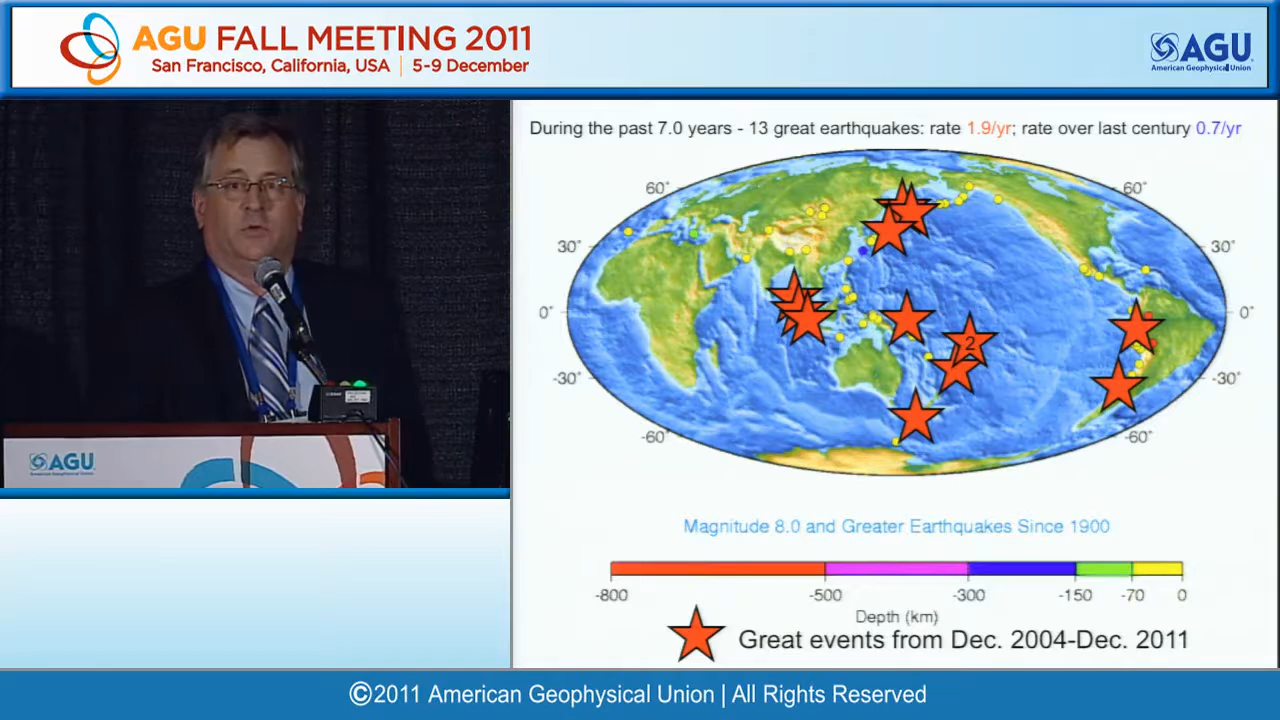 AGU FALL MEETING 2011
San Francisco, California, USA | 5-9 December
AGU
American Geophysical Union
During the past 7.0 years - 13 great earthquakes: rate 1.9/yr; rate over last century 0.7/yr
60° 60°
30° 30°
0° 0°
2
-30° -30°
-60° -60°
AGU
American Geophysical Union
Magnitude 8.0 and Greater Earthquakes Since 1900
-800 -500 -300 -150 -70 0
Depth (km)
Great events from Dec. 2004-Dec. 2011
©2011 American Geophysical Union | All Rights Reserved